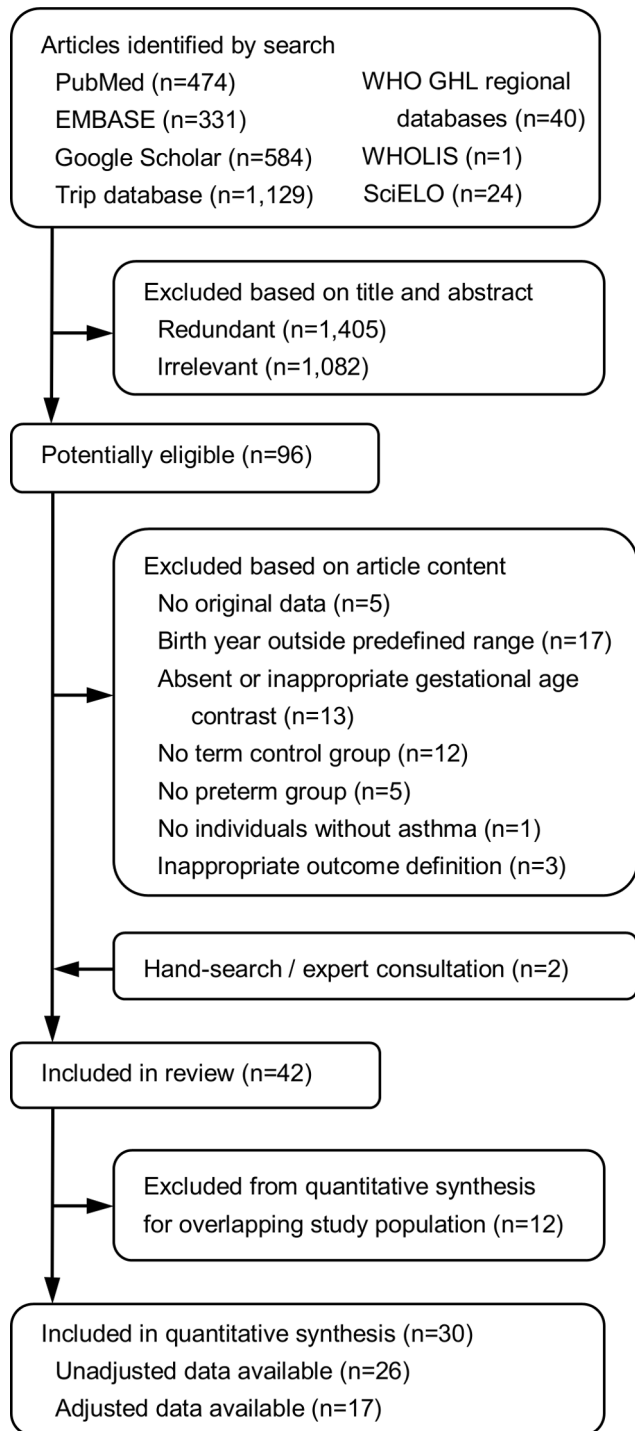 Articles identified by search
PubMed (n=474)
EMBASE (n=331)
Google Scholar (n=584)
Trip database (n=1,129)
WHO GHL regional
databases (n=40)
WHOLIS (n=1)
SciELO (n=24)
Excluded based on title and abstract
Redundant (n=1,405)
Irrelevant (n=1,082)
Potentially eligible (n=96)
Excluded based on article content
No original data (n=5)
Birth year outside predefined range (n=17)
Absent or inappropriate gestational age
contrast (n=13)
No term control group (n=12)
No preterm group (n=5)
No individuals without asthma (n=1)
Inappropriate outcome definition (n=3)
Hand-search / expert consultation (n=2)
Included in review (n=42)
Excluded from quantitative synthesis
for overlapping study population (n=12)
Included in quantitative synthesis (n=30)
Unadjusted data available (n=26)
Adjusted data available (n=17)